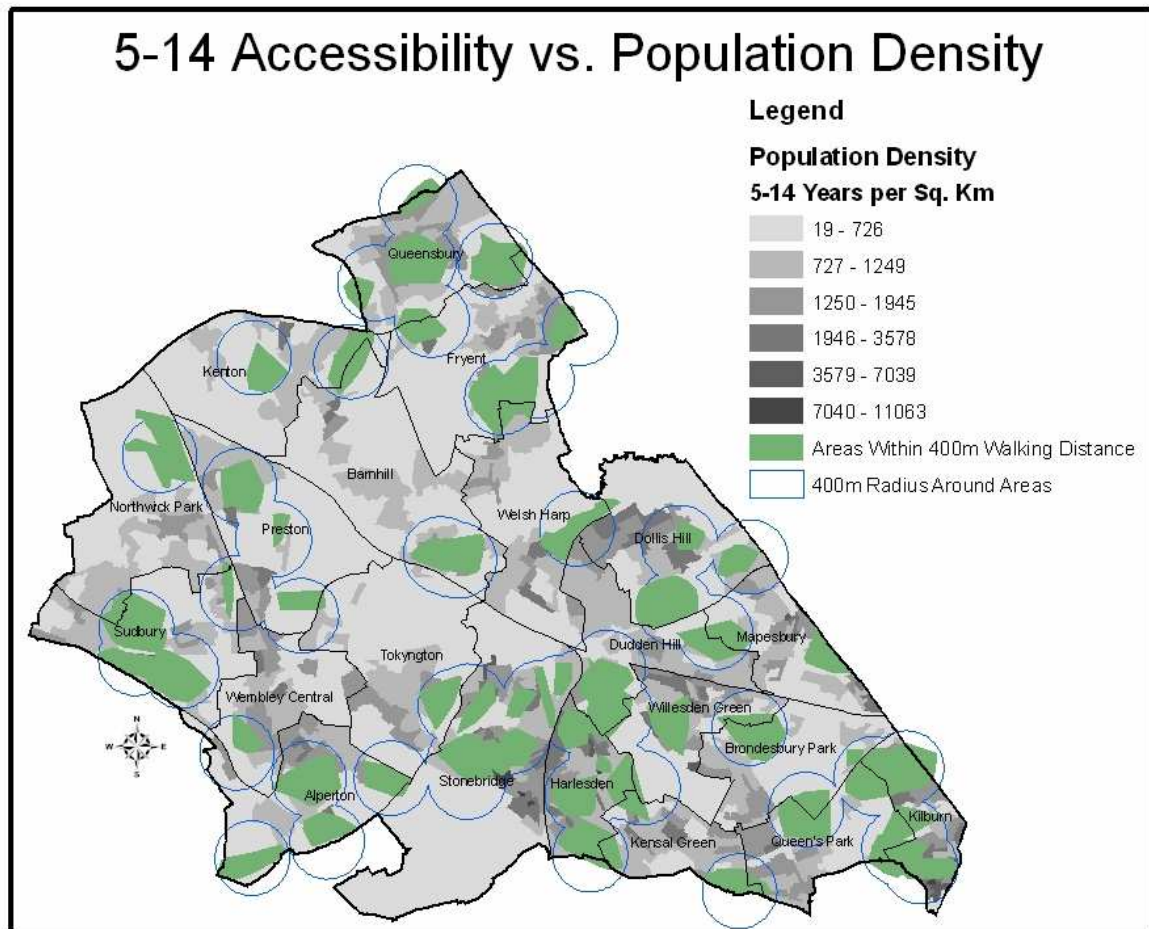 5-14 Accessibility vs. Population Density
Legend
Population Density
5-14 Years per Sq. Km
19 - 726
727 - 1249
1250 - 1945
1946 - 3578
3579 - 7039
7040 - 11063
Areas Within 400m Walking Distance
400m Radius Around Areas
Queensbury
Fryent
Kenton
Barnhill
Northwick Park
Preston
Welsh Harp
Dollis Hill
Sudbury
Dudden Hill
Mapesbury
Tokyngton
Wembley Central
Willesden Green
Brondesbury Park
Stonebridge
Harlesden
Alperton
Kilburn
Kensal Green
Queen's Park
N
W
E
S